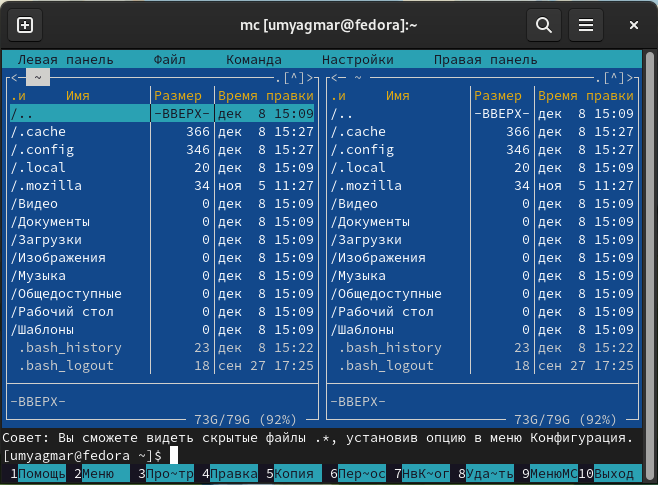 mc [umyagmar@fedora]:~
Левая панель Файл Команда Настройки Правая панель
<─ ~ .[^]> <─ ~ .[^]>
.и Имя Размер Время правки .и Имя Размер Время правки
/.. -ВВЕРХ- дек 8 15:09 /.. -ВВЕРХ- дек 8 15:09
/.cache 366 дек 8 15:27 /.cache 366 дек 8 15:27
/.config 346 дек 8 15:27 /.config 346 дек 8 15:27
/.local 20 дек 8 15:09 /.local 20 дек 8 15:09
/.mozilla 34 ноя 5 11:27 /.mozilla 34 ноя 5 11:27
/Видео 0 дек 8 15:09 /Видео 0 дек 8 15:09
/Документы 0 дек 8 15:09 /Документы 0 дек 8 15:09
/Загрузки 0 дек 8 15:09 /Загрузки 0 дек 8 15:09
/Изображения 0 дек 8 15:09 /Изображения 0 дек 8 15:09
/Музыка 0 дек 8 15:09 /Музыка 0 дек 8 15:09
/Общедоступные 0 дек 8 15:09 /Общедоступные 0 дек 8 15:09
/Рабочий стол 0 дек 8 15:09 /Рабочий стол 0 дек 8 15:09
/Шаблоны 0 дек 8 15:09 /Шаблоны 0 дек 8 15:09
.bash_history 23 дек 8 15:22 .bash_history 23 дек 8 15:22
.bash_logout 18 сен 27 17:25 .bash_logout 18 сен 27 17:25
-ВВЕРХ- -ВВЕРХ-
73G/79G (92%) 73G/79G (92%)
Совет: Вы сможете видеть скрытые файлы .*, установив опцию в меню Конфигурация.
[umyagmar@fedora ~]$
1Помощь 2Меню 3Про~тр 4Правка 5Копия 6Пер~ос 7НвК~ог 8Уда~ть 9МенюMC 10Выход